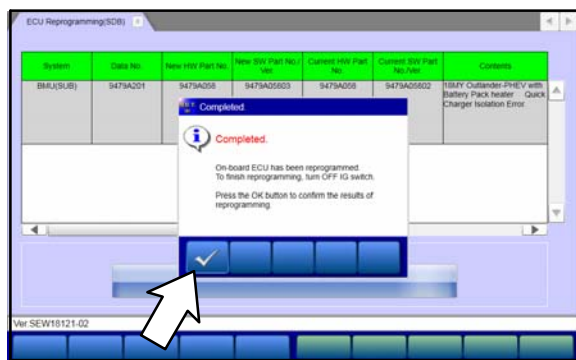 ECU Reprogramming(SDB)
System Data No. New HW Part No. New SW Part No./Ver. Current HW Part No. Current SW Part No./Ver. Contents
BMU(SUB) 9479A201 9479A058 9479A05803 9479A058 9479A05802 18MY Outlander-PHEV with
Battery Pack heater Quick
Charger Isolation Error
Completed.
Completed.
On-board ECU has been reprogrammed.
To finish reprogramming, turn OFF IG switch.
Press the OK button to confirm the results of
reprogramming.
Ver.SEW18121-02